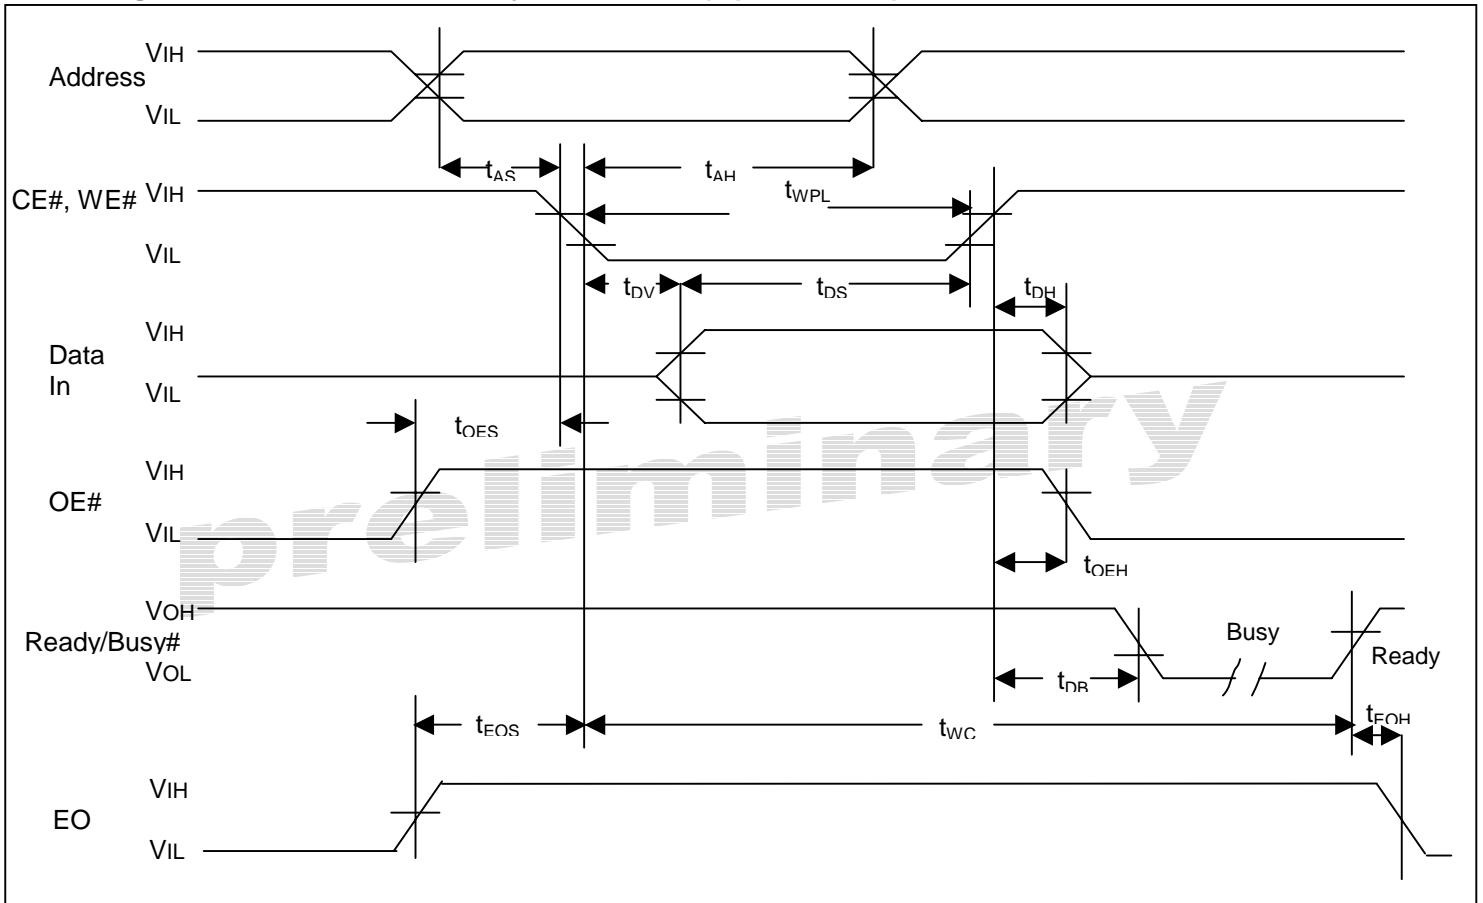 VIH
Address
VIL
tAS
tAH
CE#, WE#
VIH
tWPL
VIL
tDV
tDS
tDH
VIH
Data
In
VIL
tOES
preliminary
VIH
OE#
VIL
tOEH
VOH
Ready/Busy#
Busy
Ready
VOL
tDB
tEOS
tWC
tEOH
VIH
EO
VIL